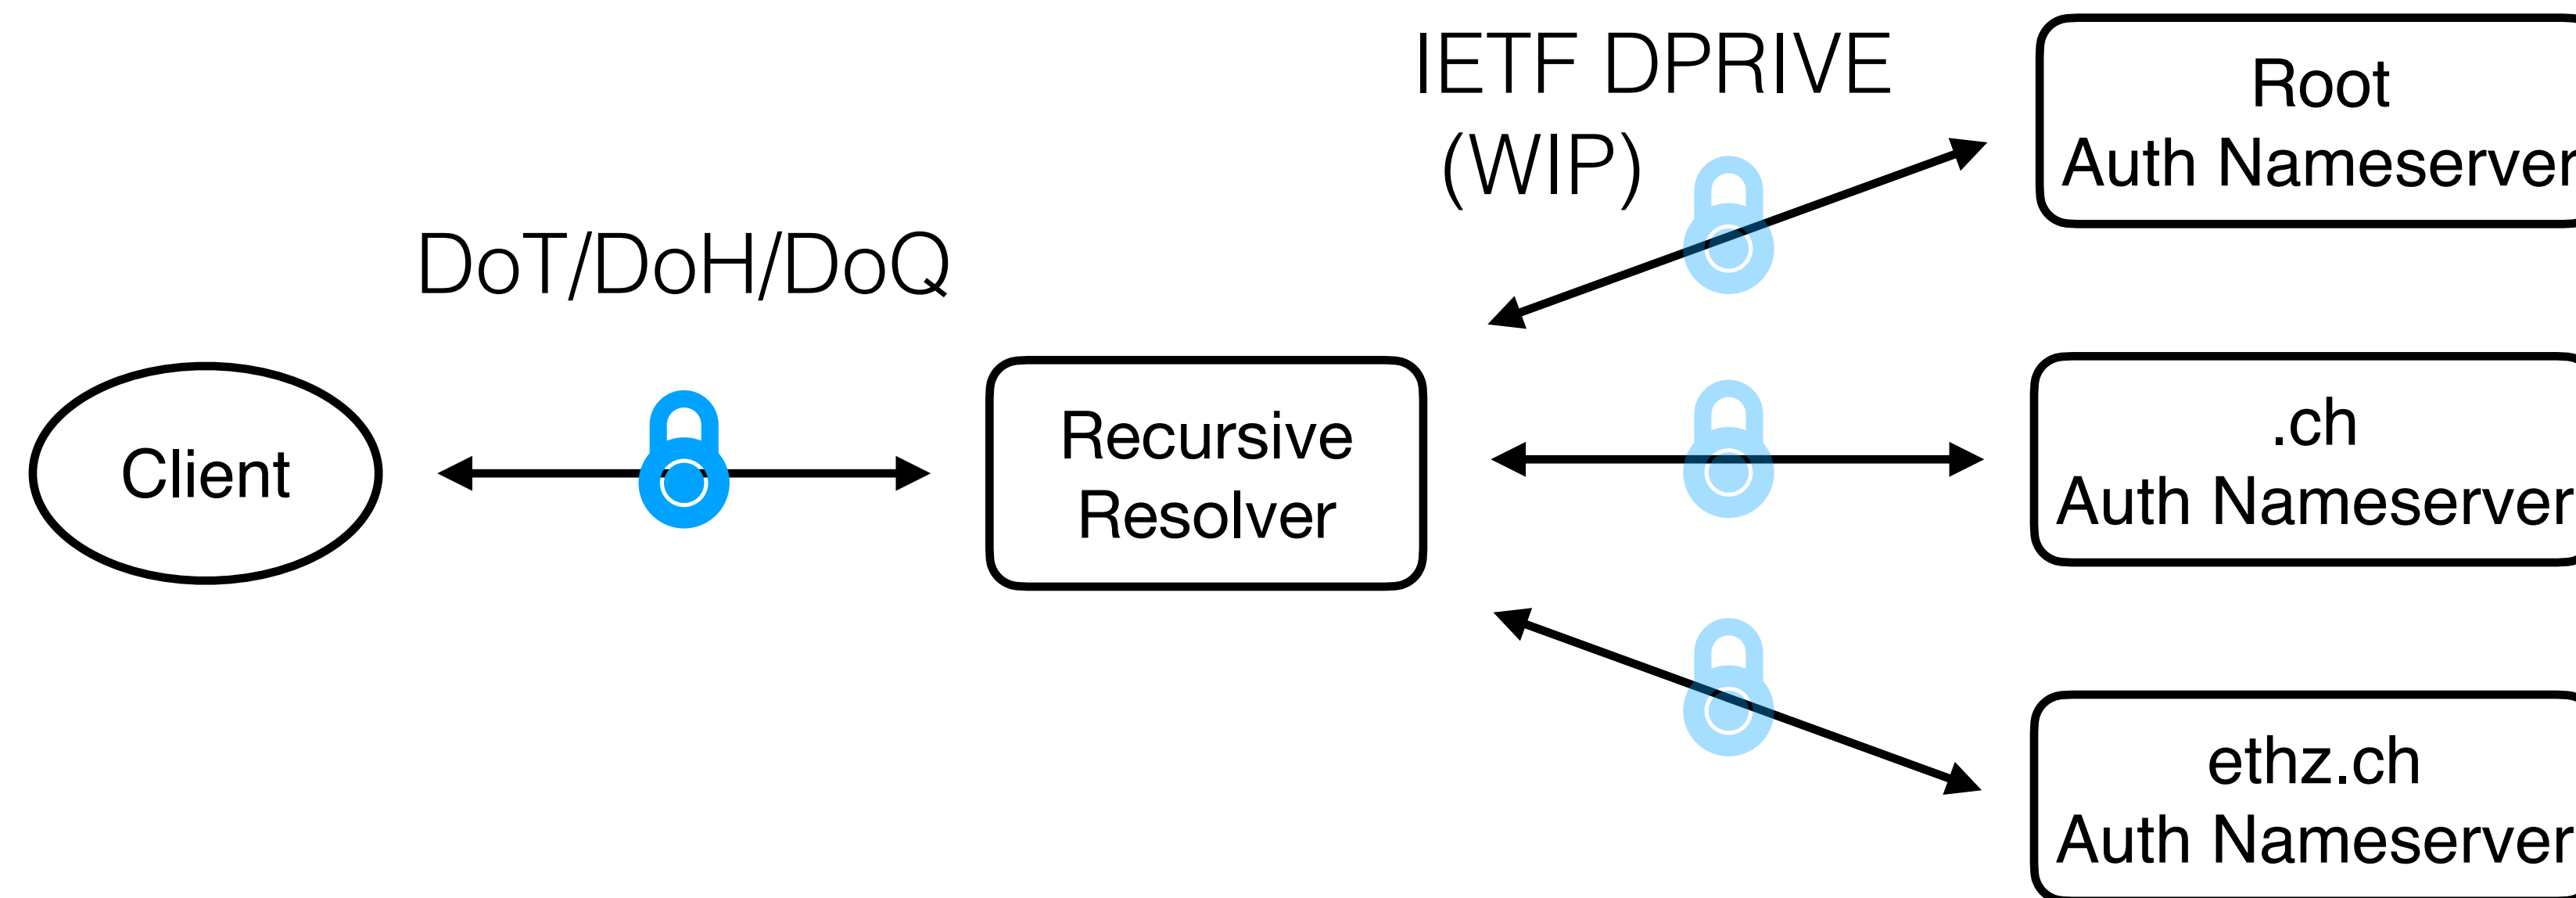 IETF DPRIVE
(WIP)
DoT/DoH/DoQ
Client
Recursive
Resolver
Root
Auth Nameserver
.ch
Auth Nameserver
ethz.ch
Auth Nameserver